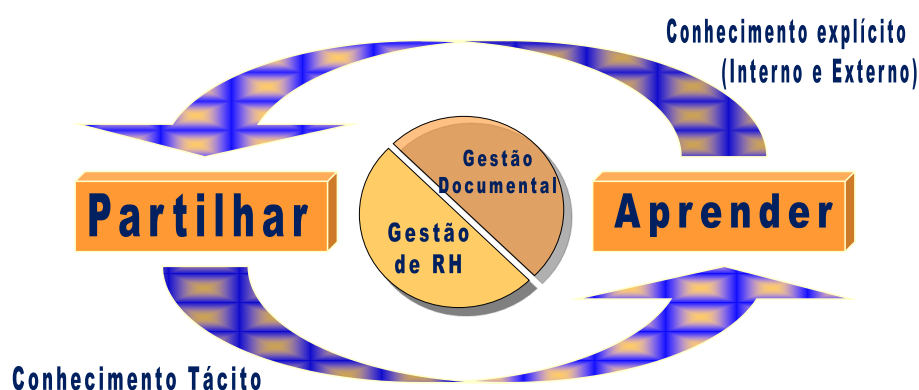 Conhecimento explícito
(Interno e Externo)
Gestão
Documental
Partilhar
Aprender
Gestão
de RH
Conhecimento Tácito